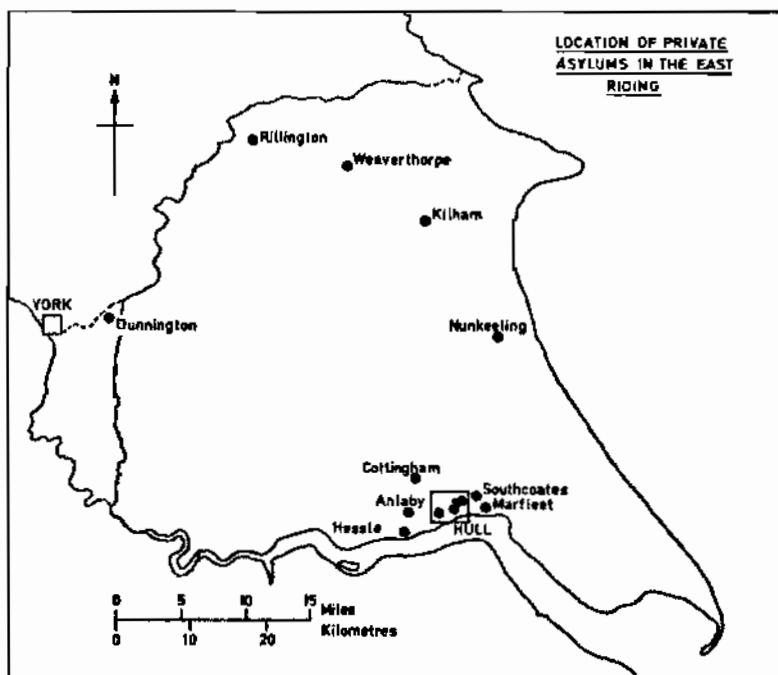 LOCATION OF PRIVATE
ASYLUMS IN THE EAST
RIDING
N
Rillington
Weaverthorpe
Kilham
YORK
Dunnington
Nunkeeling
Cottingham
Southcoates
Anlaby
Marfleet
Hessle
HULL
0 5 10 15 Miles
0 10 20 Kilometres